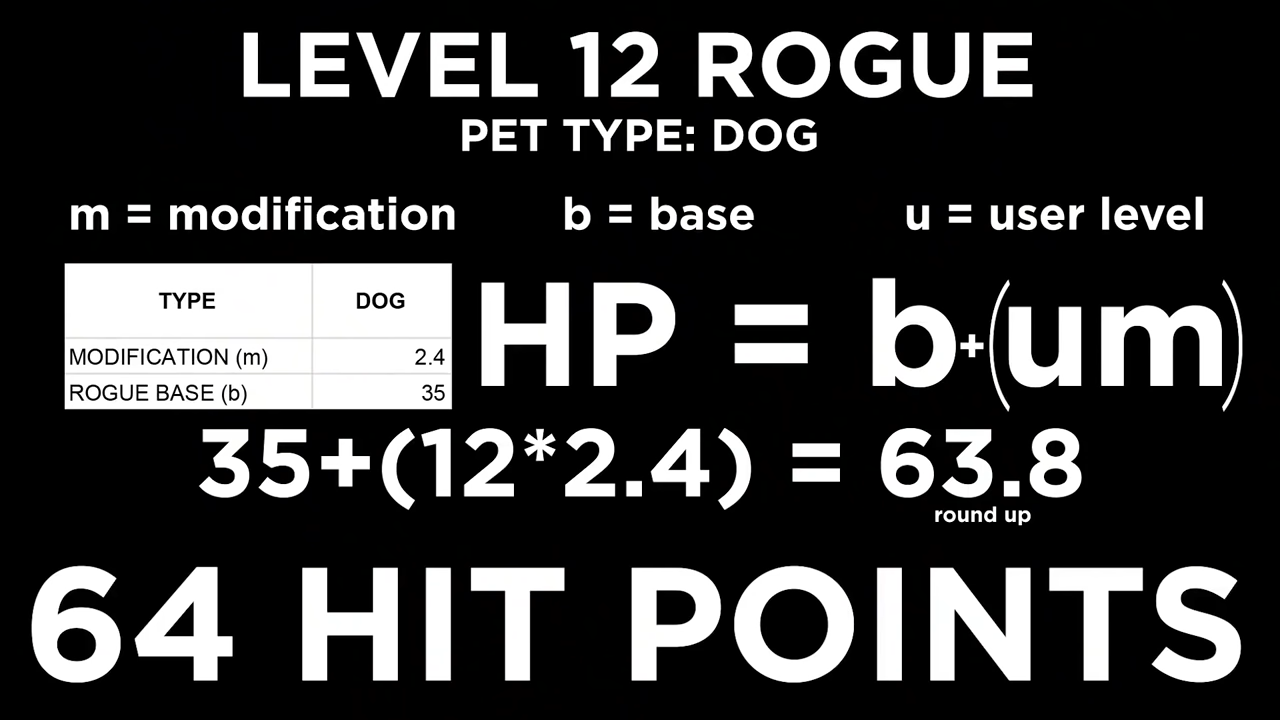 LEVEL 12 ROGUE
PET TYPE: DOG
m = modification b = base u = user level
TYPE DOG
MODIFICATION (m) 2.4
ROGUE BASE (b) 35
HP = b+(um)
35+(12*2.4) = 63.8
round up
64 HIT POINTS